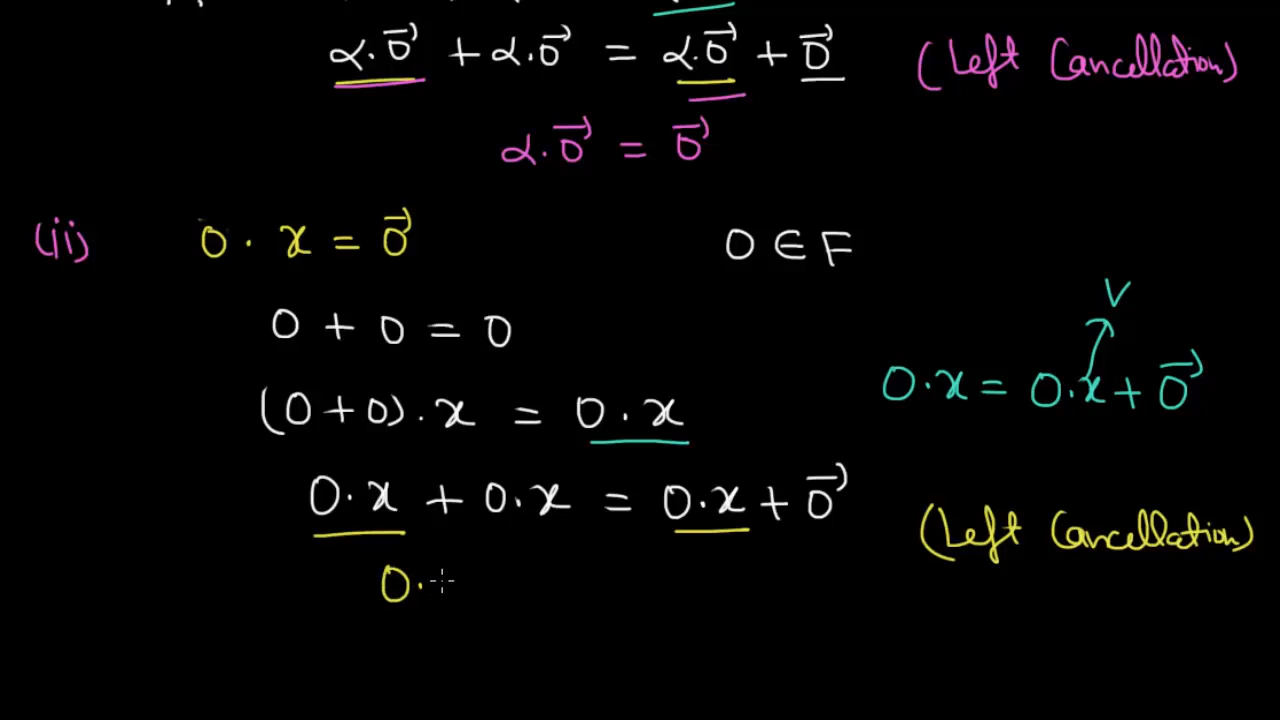 α.0⃗ + α.0⃗ = α.0⃗ + 0⃗ (Left Cancellation)
α.0⃗ = 0⃗
(ii) 0 . x = 0⃗ 0 ∈ F
0 + 0 = 0
V
(0+0).x = 0.x
0.x = 0.x + 0⃗
0.x + 0.x = 0.x + 0⃗ (Left Cancellation)
0.